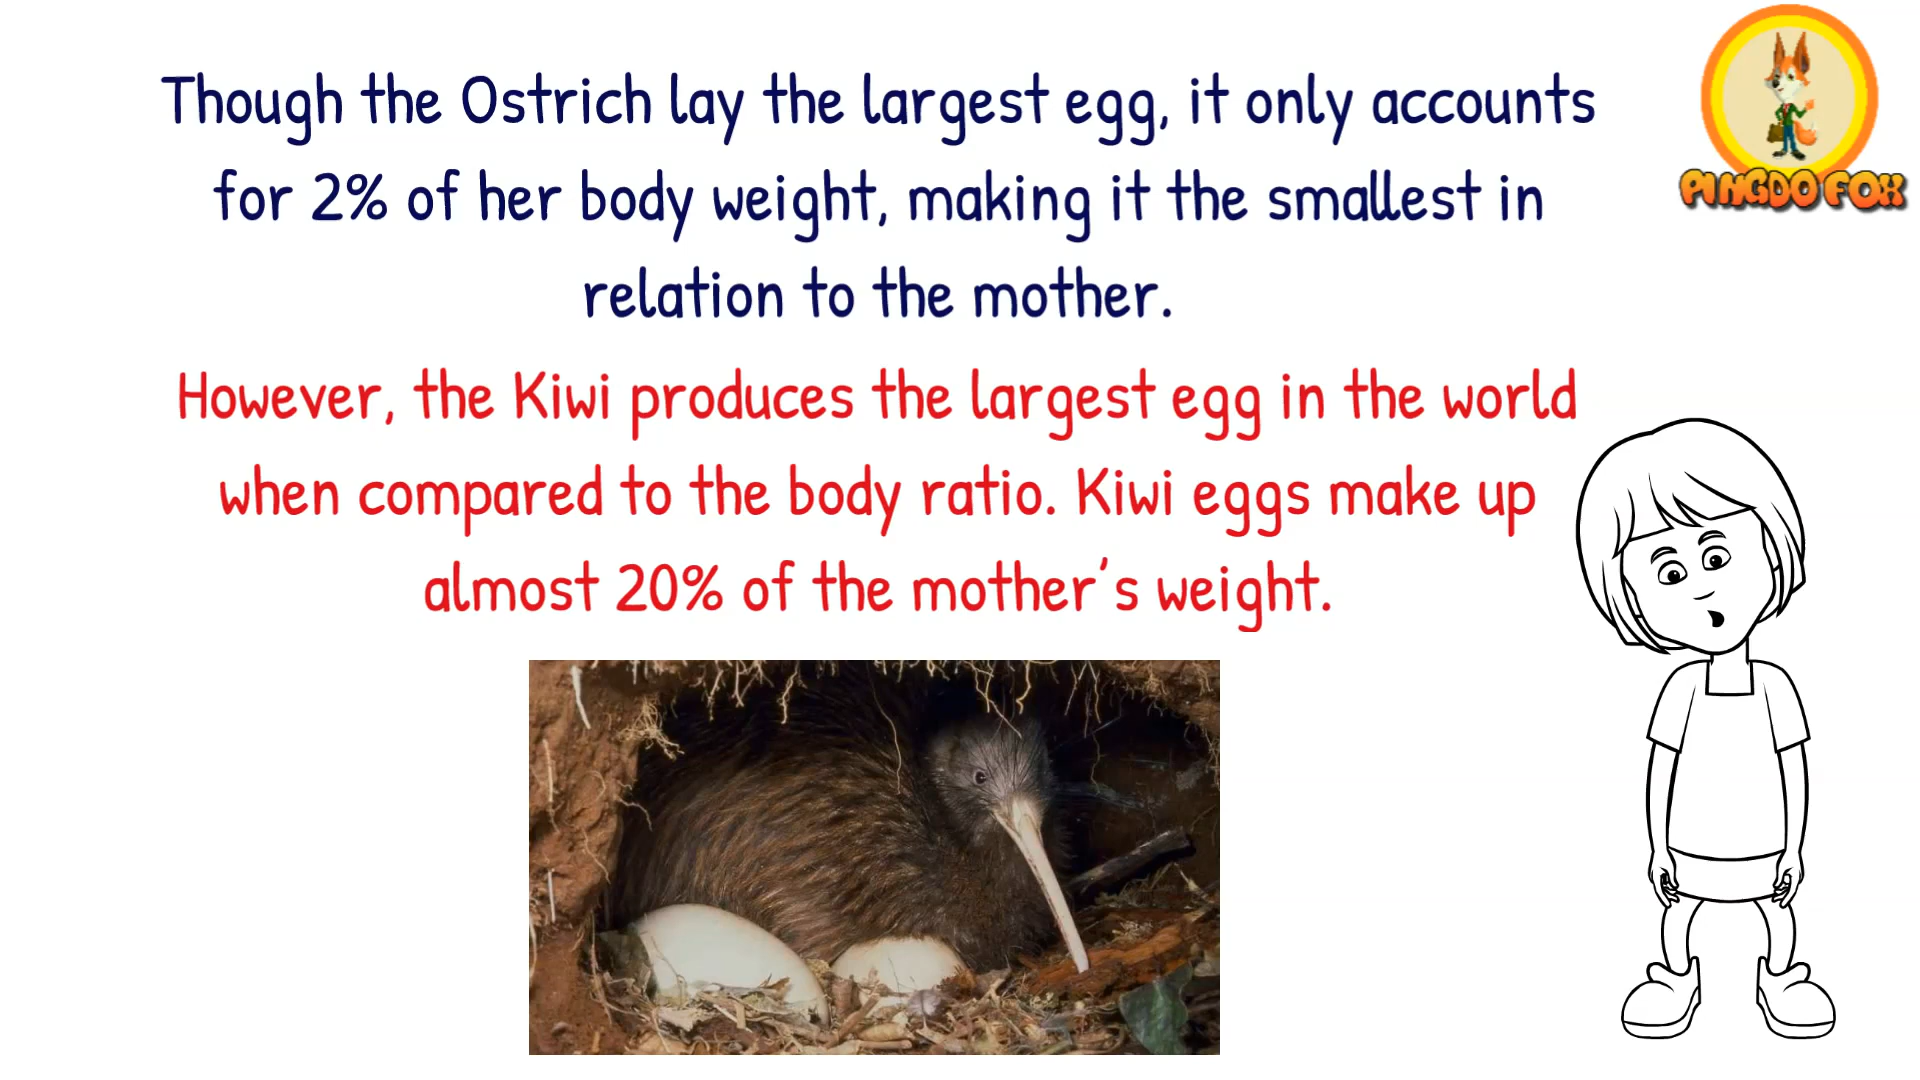 Though the Ostrich lay the largest egg, it only accounts
for 2% of her body weight, making it the smallest in
relation to the mother.
However, the Kiwi produces the largest egg in the world
when compared to the body ratio. Kiwi eggs make up
almost 20% of the mother's weight.
PINGDO FOX